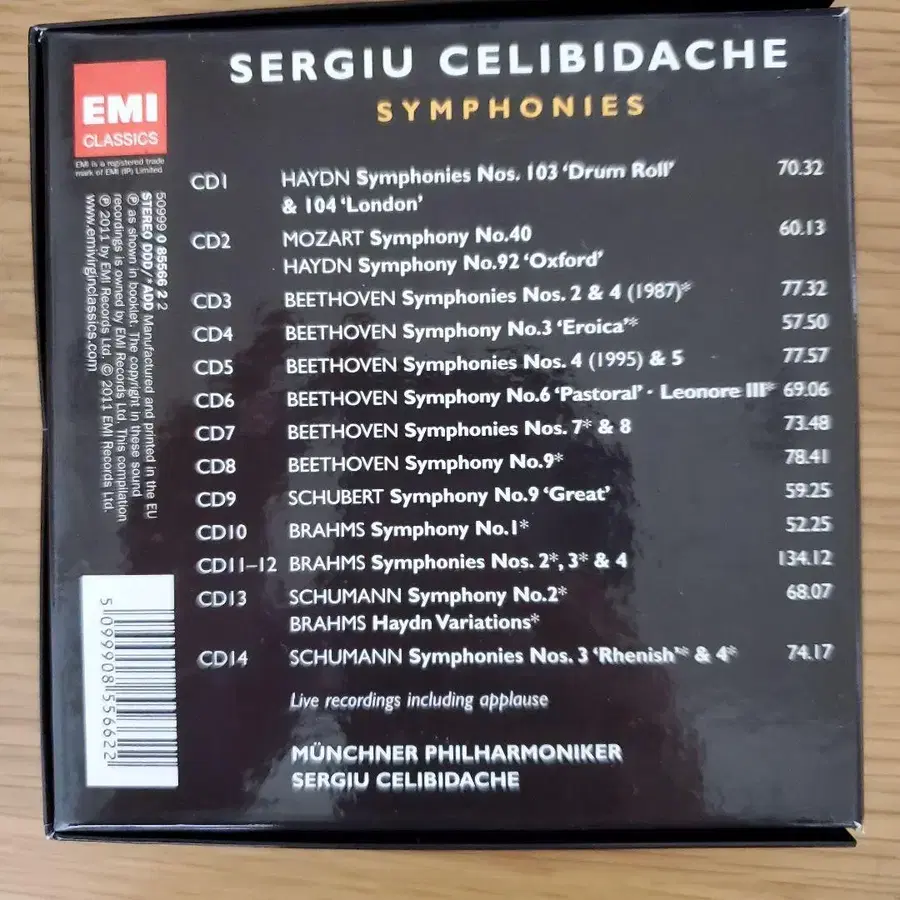 SERGIU CELIBIDACHE
SYMPHONIES
EMI
CLASSICS
EMI is a registered trade
mark of EMI (IP) Limited
50999 0 85566 2 2
STEREO DDD/*ADD Manufactured and printed in the EU
℗ as shown in booklet. The copyright in these sound
recordings is owned by EMI Records Ltd. This compilation
℗ 2011 by EMI Records Ltd. © 2011 EMI Records Ltd.
www.emivirginclassics.com
CD1 HAYDN Symphonies Nos. 103 ‘Drum Roll’ 70.32
& 104 ‘London’
CD2 MOZART Symphony No.40 60.13
HAYDN Symphony No.92 ‘Oxford’
CD3 BEETHOVEN Symphonies Nos. 2 & 4 (1987)* 77.32
CD4 BEETHOVEN Symphony No.3 ‘Eroica’* 57.50
CD5 BEETHOVEN Symphonies Nos. 4 (1995) & 5 77.57
CD6 BEETHOVEN Symphony No.6 ‘Pastoral’ · Leonore III* 69.06
CD7 BEETHOVEN Symphonies Nos. 7* & 8 73.48
CD8 BEETHOVEN Symphony No.9* 78.41
CD9 SCHUBERT Symphony No.9 ‘Great’ 59.25
CD10 BRAHMS Symphony No.1* 52.25
CD11–12 BRAHMS Symphonies Nos. 2*, 3* & 4 134.12
CD13 SCHUMANN Symphony No.2* 68.07
BRAHMS Haydn Variations*
CD14 SCHUMANN Symphonies Nos. 3 ‘Rhenish’* & 4* 74.17
Live recordings including applause
MÜNCHNER PHILHARMONIKER
SERGIU CELIBIDACHE
5 099908 556622